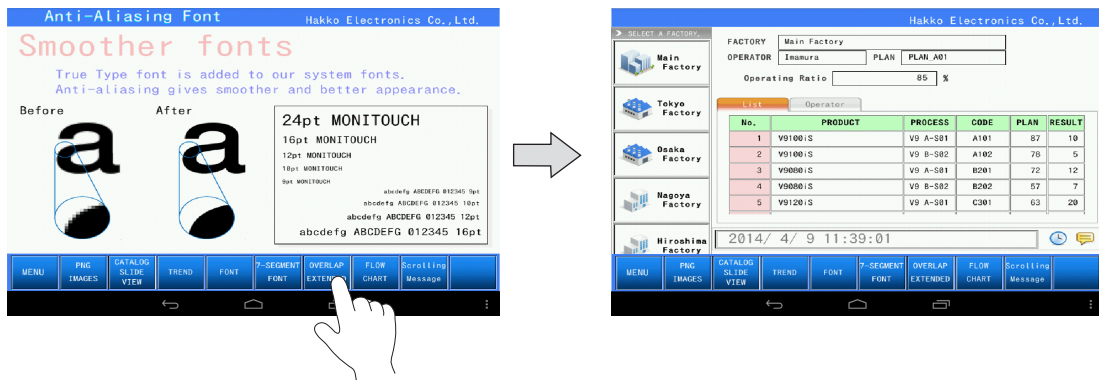 Anti-Aliasing Font
Hakko Electronics Co.,Ltd.
Smoother fonts
True Type font is added to our system fonts.
Anti-aliasing gives smoother and better appearance.
Before
After
a
a
24pt MONITOUCH
16pt MONITOUCH
12pt MONITOUCH
10pt MONITOUCH
9pt MONITOUCH
abcdefg ABCDEFG 012345 9pt
abcdefg ABCDEFG 012345 10pt
abcdefg ABCDEFG 012345 12pt
abcdefg ABCDEFG 012345 16pt
MENU
PNG
IMAGES
CATALOG
SLIDE
VIEW
TREND
FONT
7-SEGMENT
FONT
OVERLAP
EXTENDED
FLOW
CHART
Scrolling
Message
Hakko Electronics Co.,Ltd.
SELECT A FACTORY.
Main
Factory
Tokyo
Factory
Osaka
Factory
Nagoya
Factory
Hiroshima
Factory
FACTORY Main Factory
OPERATOR Imamura PLAN PLAN_A01
Operating Ratio 85 %
List Operator
No. PRODUCT PROCESS CODE PLAN RESULT
1 V9100iS V9 A-S01 A101 87 10
2 V9100iS V9 B-S02 A102 78 5
3 V9080iS V9 A-S01 B201 72 12
4 V9080iS V9 B-S02 B202 57 7
5 V9120iS V9 A-S01 C301 63 20
2014/ 4/ 9 11:39:01
MENU
PNG
IMAGES
CATALOG
SLIDE
VIEW
TREND
FONT
7-SEGMENT
FONT
OVERLAP
EXTENDED
FLOW
CHART
Scrolling
Message